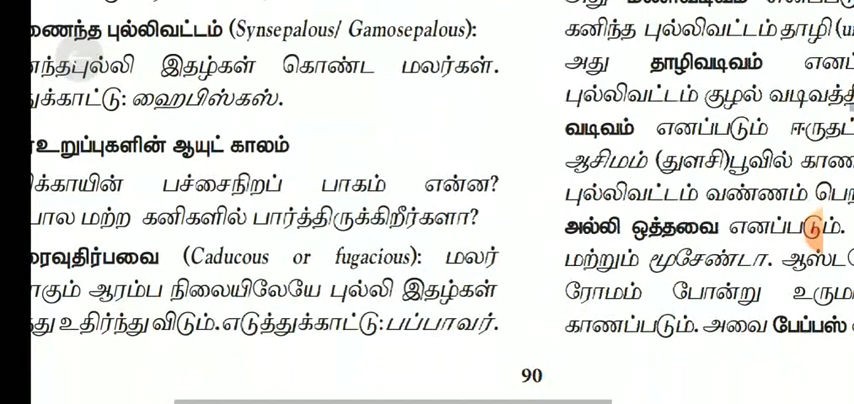 ணைந்த புல்லிவட்டம் (Synsepalous/ Gamosepalous):
புல்லி இதழ்கள் கொண்ட மலர்கள்.
ஹைபிஸ்கஸ்.
உறுப்புகளின் ஆயுட் காலம்
க்காயின் பச்சைநிறப் பாகம் என்ன?
பால மற்ற கனிகளில் பார்த்திருக்கிறீர்களா?
ரைவுதிர்பவை (Caducous or fugacious): மலர்
ாகும் ஆரம்ப நிலையிலேயே புல்லி இதழ்கள்
து உதிர்ந்து விடும்.எடுத்துக்காட்டு:பப்பாவர்.
கனிந்த புல்லிவட்டம் தாழி (u
அது தாழிவடிவம் எனப்
புல்லிவட்டம் குழல் வடிவத்
வடிவம் எனப்படும் ஈருதட்
ஆசிமம் (துளசி)பூவில் காண
புல்லிவட்டம் வண்ணம் பெ
அல்லி ஒத்தவை எனப்படும்.
மற்றும் மூசேண்டா. ஆஸ்ட
ரோமம் போன்று உரும
காணப்படும். அவை பேப்பஸ்
90